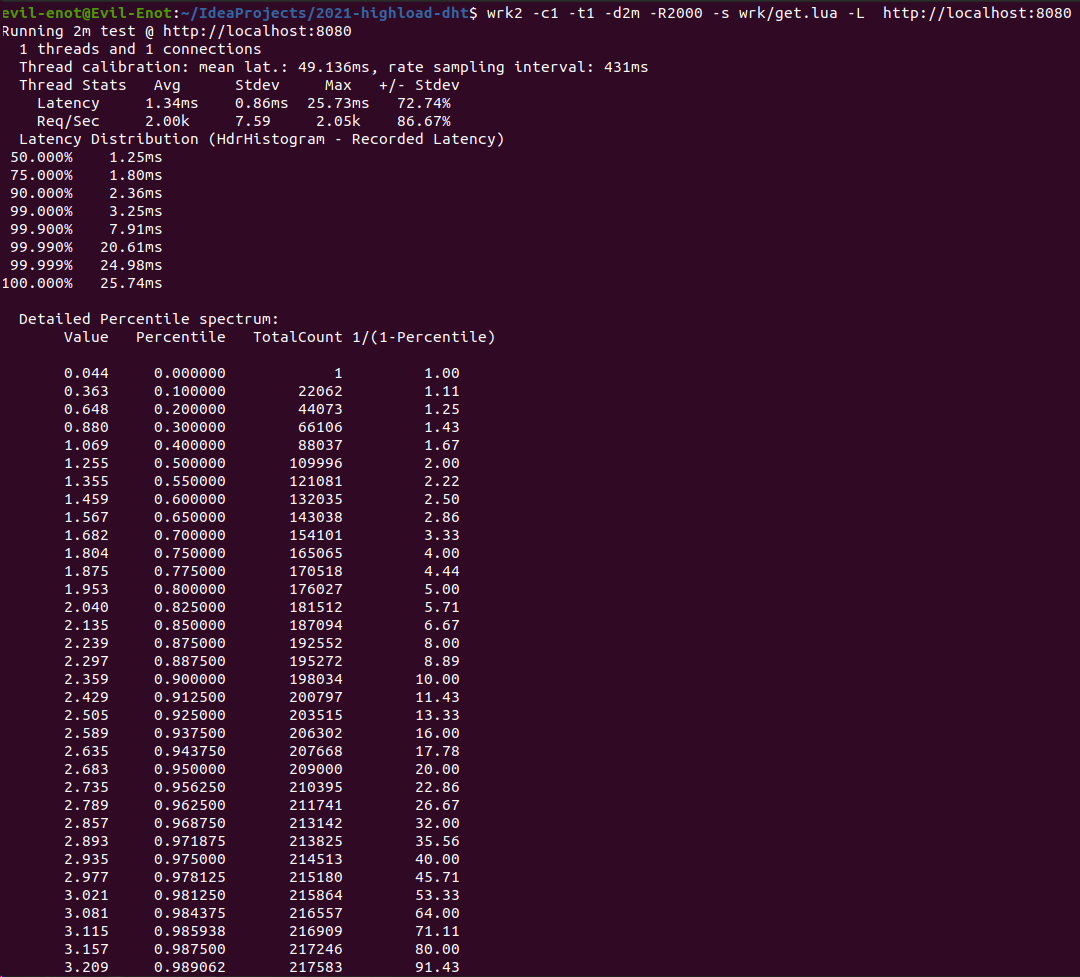 evil-enot@Evil-Enot:~/IdeaProjects/2021-highload-dht$ wrk2 -c1 -t1 -d2m -R2000 -s wrk/get.lua -L  http://localhost:8080
Running 2m test @ http://localhost:8080
  1 threads and 1 connections
  Thread calibration: mean lat.: 49.136ms, rate sampling interval: 431ms
  Thread Stats   Avg      Stdev     Max   +/- Stdev
    Latency     1.34ms    0.86ms  25.73ms   72.74%
    Req/Sec     2.00k     7.59     2.05k    86.67%
  Latency Distribution (HdrHistogram - Recorded Latency)
 50.000%    1.25ms
 75.000%    1.80ms
 90.000%    2.36ms
 99.000%    3.25ms
 99.900%    7.91ms
 99.990%   20.61ms
 99.999%   24.98ms
100.000%   25.74ms

  Detailed Percentile spectrum:
       Value   Percentile   TotalCount 1/(1-Percentile)

       0.044     0.000000            1         1.00
       0.363     0.100000        22062         1.11
       0.648     0.200000        44073         1.25
       0.880     0.300000        66106         1.43
       1.069     0.400000        88037         1.67
       1.255     0.500000       109996         2.00
       1.355     0.550000       121081         2.22
       1.459     0.600000       132035         2.50
       1.567     0.650000       143038         2.86
       1.682     0.700000       154101         3.33
       1.804     0.750000       165065         4.00
       1.875     0.775000       170518         4.44
       1.953     0.800000       176027         5.00
       2.040     0.825000       181512         5.71
       2.135     0.850000       187094         6.67
       2.239     0.875000       192552         8.00
       2.297     0.887500       195272         8.89
       2.359     0.900000       198034        10.00
       2.429     0.912500       200797        11.43
       2.505     0.925000       203515        13.33
       2.589     0.937500       206302        16.00
       2.635     0.943750       207668        17.78
       2.683     0.950000       209000        20.00
       2.735     0.956250       210395        22.86
       2.789     0.962500       211741        26.67
       2.857     0.968750       213142        32.00
       2.893     0.971875       213825        35.56
       2.935     0.975000       214513        40.00
       2.977     0.978125       215180        45.71
       3.021     0.981250       215864        53.33
       3.081     0.984375       216557        64.00
       3.115     0.985938       216909        71.11
       3.157     0.987500       217246        80.00
       3.209     0.989062       217583        91.43